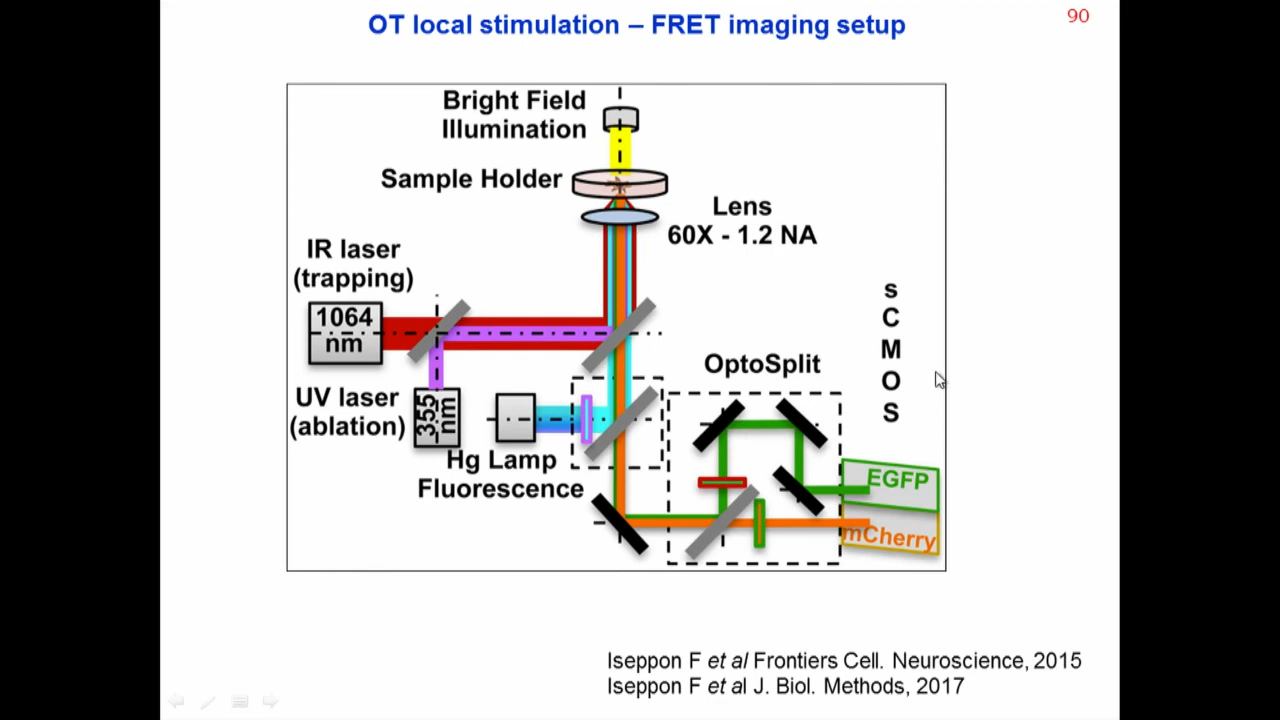 OT local stimulation – FRET imaging setup
90
Bright Field
Illumination
Sample Holder
Lens
60X - 1.2 NA
IR laser
(trapping)
1064
nm
UV laser
(ablation)
355
nm
Hg Lamp
Fluorescence
OptoSplit
s
C
M
O
S
EGFP
mCherry
Iseppon F et al Frontiers Cell. Neuroscience, 2015
Iseppon F et al J. Biol. Methods, 2017